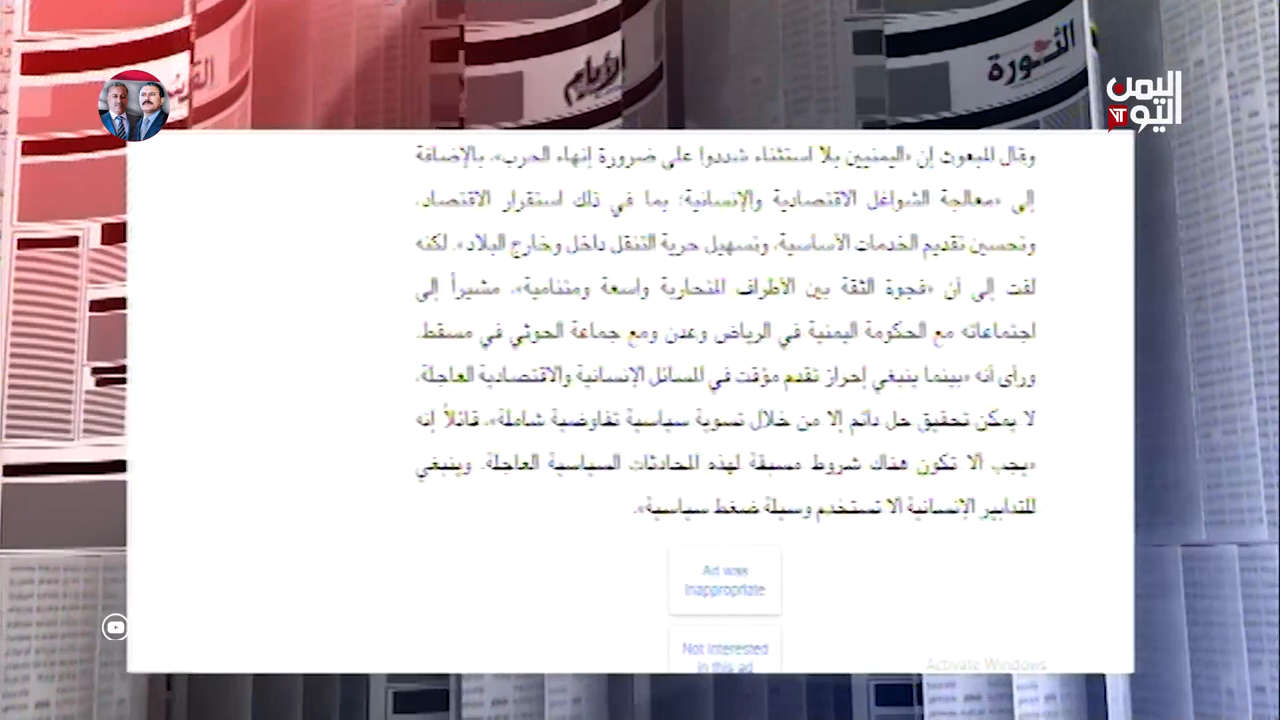 الثورة
الأيام
اليمن
اليوم
وقال المبعوث إن «اليمنيين بلا استثناء شددوا على ضرورة إنهاء الحرب»، بالإضافة
إلى «معالجة الشواغل الاقتصادية والإنسانية؛ بما في ذلك استقرار الاقتصاد،
وتحسين تقديم الخدمات الأساسية، وتسهيل حرية التنقل داخل وخارج البلاد». لكنه
لفت إلى أن «فجوة الثقة بين الأطراف المتحاربة واسعة ومتنامية»، مشيراً إلى
اجتماعاته مع الحكومة اليمنية في الرياض وعدن ومع جماعة الحوثي في مسقط.
ورأى أنه «بينما ينبغي إحراز تقدم مؤقت في المسائل الإنسانية والاقتصادية العاجلة،
لا يمكن تحقيق حل دائم إلا من خلال تسوية سياسية تفاوضية شاملة»، قائلاً إنه
«يجب ألا تكون هناك شروط مسبقة لهذه المحادثات السياسية العاجلة. وينبغي
للتدابير الإنسانية ألا تستخدم وسيلة ضغط سياسية».
Ad was
inappropriate
Not interested
in this ad
Activate Windows